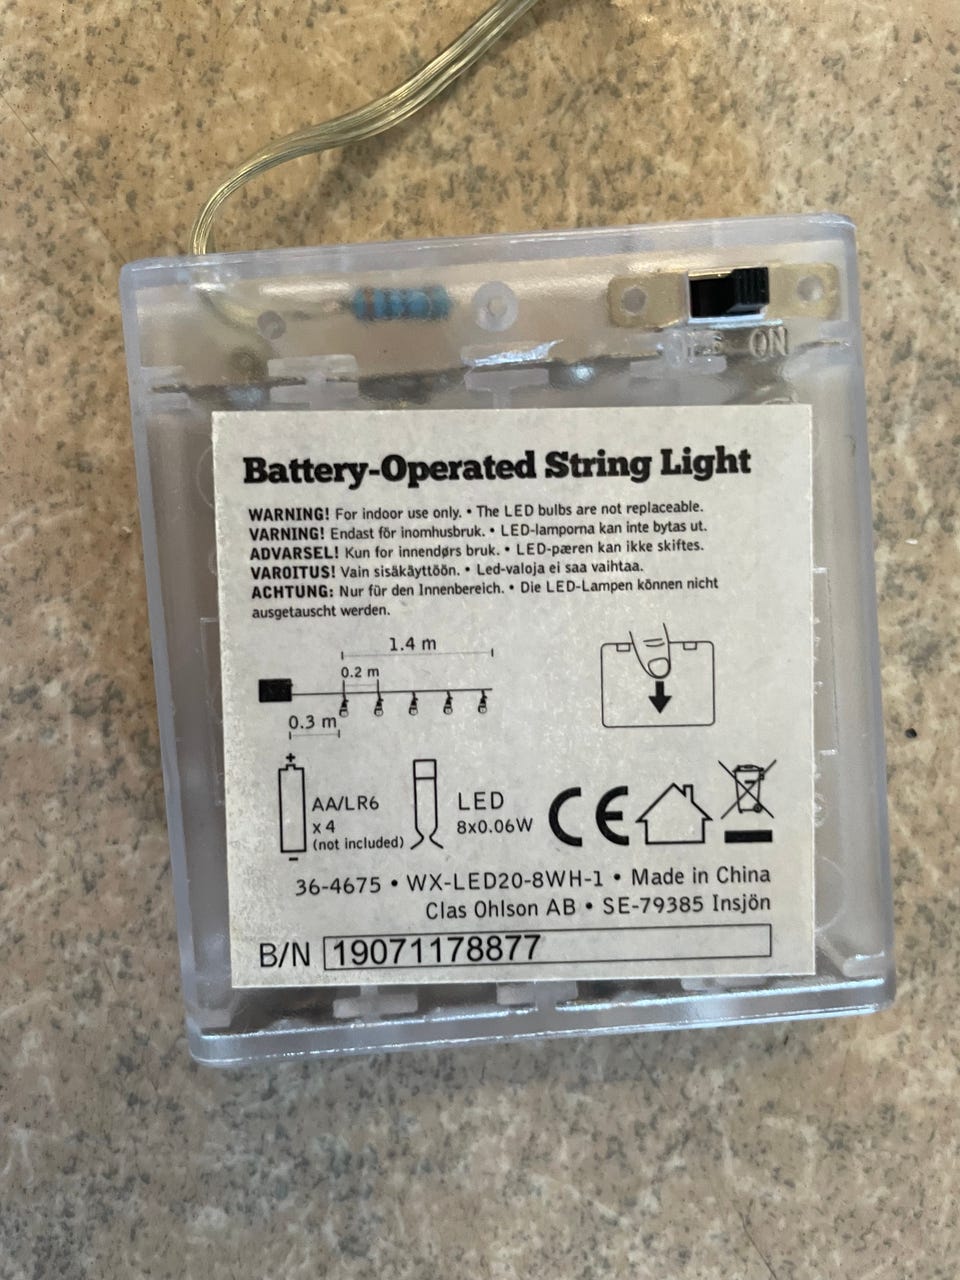 OFF ON
Battery-Operated String Light
WARNING! For indoor use only. • The LED bulbs are not replaceable.
VARNING! Endast för inomhusbruk. • LED-lamporna kan inte bytas ut.
ADVARSEL! Kun for innendørs bruk. • LED-pæren kan ikke skiftes.
VAROITUS! Vain sisäkäyttöön. • Led-valoja ei saa vaihtaa.
ACHTUNG: Nur für den Innenbereich. • Die LED-Lampen können nicht
ausgetauscht werden.
1.4 m
0.2 m
0.3 m
+
AA/LR6
x 4
(not included)
-
LED
8x0.06W
CE
36-4675 • WX-LED20-8WH-1 • Made in China
Clas Ohlson AB • SE-79385 Insjön
B/N 19071178877